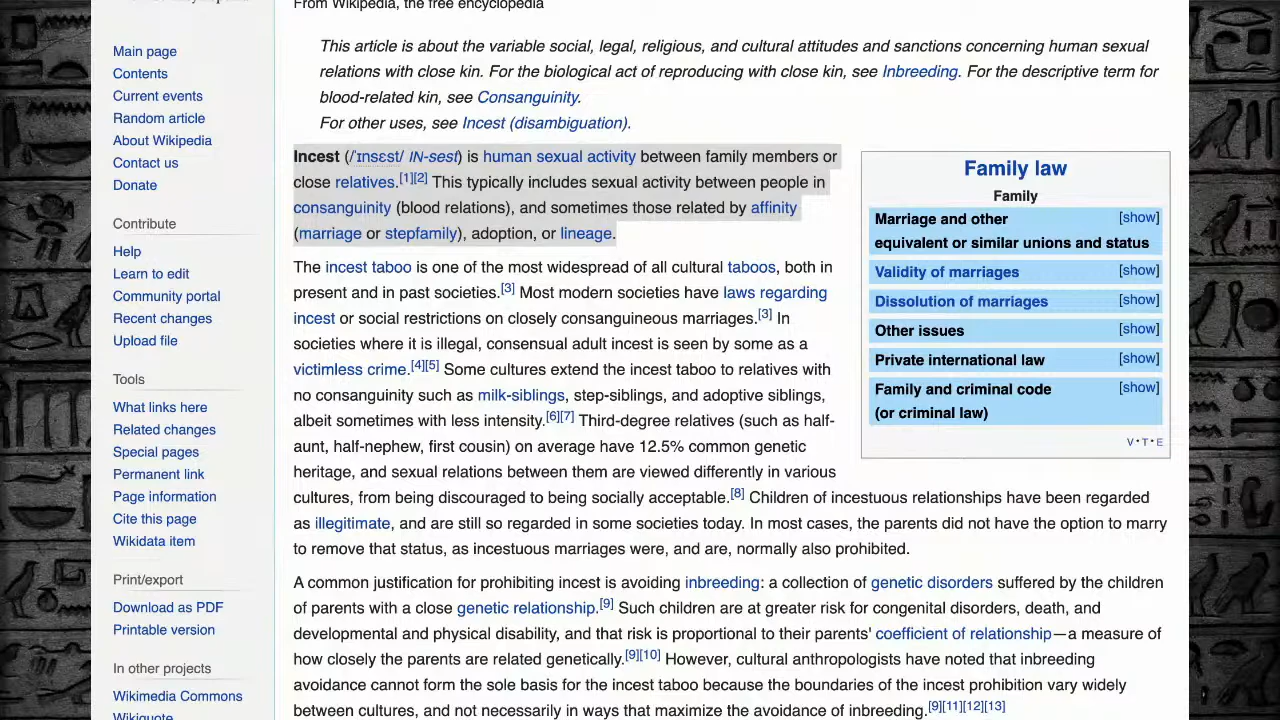 From Wikipedia, the free encyclopedia
This article is about the variable social, legal, religious, and cultural attitudes and sanctions concerning human sexual
relations with close kin. For the biological act of reproducing with close kin, see Inbreeding. For the descriptive term for
blood-related kin, see Consanguinity.
For other uses, see Incest (disambiguation).
Main page
Contents
Current events
Random article
About Wikipedia
Contact us
Donate
Contribute
Help
Learn to edit
Community portal
Recent changes
Upload file
Tools
What links here
Related changes
Special pages
Permanent link
Page information
Cite this page
Wikidata item
Print/export
Download as PDF
Printable version
In other projects
Wikimedia Commons
Wikiquote
Incest (/ˈɪnsɛst/ IN-sest) is human sexual activity between family members or
close relatives.[1][2] This typically includes sexual activity between people in
consanguinity (blood relations), and sometimes those related by affinity
(marriage or stepfamily), adoption, or lineage.
The incest taboo is one of the most widespread of all cultural taboos, both in
present and in past societies.[3] Most modern societies have laws regarding
incest or social restrictions on closely consanguineous marriages.[3] In
societies where it is illegal, consensual adult incest is seen by some as a
victimless crime.[4][5] Some cultures extend the incest taboo to relatives with
no consanguinity such as milk-siblings, step-siblings, and adoptive siblings,
albeit sometimes with less intensity.[6][7] Third-degree relatives (such as half-
aunt, half-nephew, first cousin) on average have 12.5% common genetic
heritage, and sexual relations between them are viewed differently in various
cultures, from being discouraged to being socially acceptable.[8] Children of incestuous relationships have been regarded
as illegitimate, and are still so regarded in some societies today. In most cases, the parents did not have the option to marry
to remove that status, as incestuous marriages were, and are, normally also prohibited.
A common justification for prohibiting incest is avoiding inbreeding: a collection of genetic disorders suffered by the children
of parents with a close genetic relationship.[9] Such children are at greater risk for congenital disorders, death, and
developmental and physical disability, and that risk is proportional to their parents' coefficient of relationship—a measure of
how closely the parents are related genetically.[9][10] However, cultural anthropologists have noted that inbreeding
avoidance cannot form the sole basis for the incest taboo because the boundaries of the incest prohibition vary widely
between cultures, and not necessarily in ways that maximize the avoidance of inbreeding.[9][11][12][13]
Family law
Family
Marriage and other [show]
equivalent or similar unions and status
Validity of marriages [show]
Dissolution of marriages [show]
Other issues [show]
Private international law [show]
Family and criminal code [show]
(or criminal law)
V•T•E